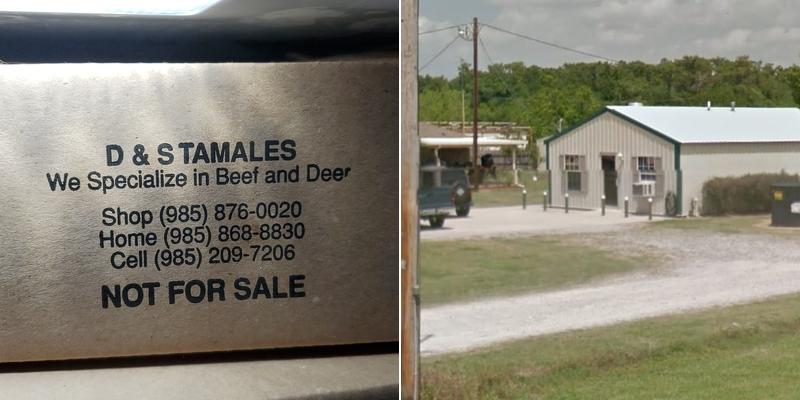 D & S TAMALES
We Specialize in Beef and Deer
Shop (985) 876-0020
Home (985) 868-8830
Cell (985) 209-7206
NOT FOR SALE